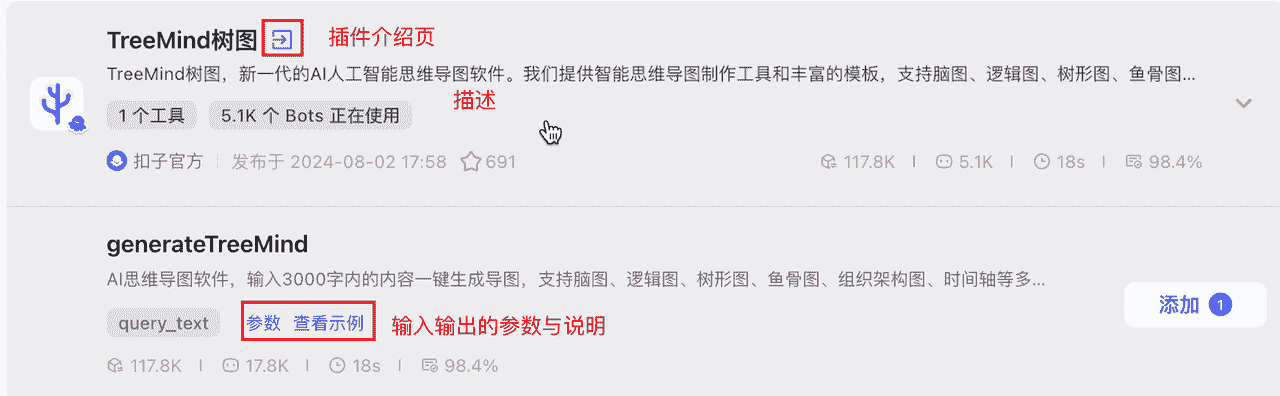 TreeMind树图 插件介绍页
TreeMind树图，新一代的AI人工智能思维导图软件。我们提供智能思维导图制作工具和丰富的模板，支持脑图、逻辑图、树形图、鱼骨图...
描述
1 个工具 5.1K 个 Bots 正在使用
扣子官方 发布于 2024-08-02 17:58 691 117.8K 5.1K 18s 98.4%
generateTreeMind
AI思维导图软件，输入3000字内的内容一键生成导图，支持脑图、逻辑图、树形图、鱼骨图、组织架构图、时间轴等多...
添加 1
query_text 参数 查看示例 输入输出的参数与说明
117.8K 17.8K 18s 98.4%